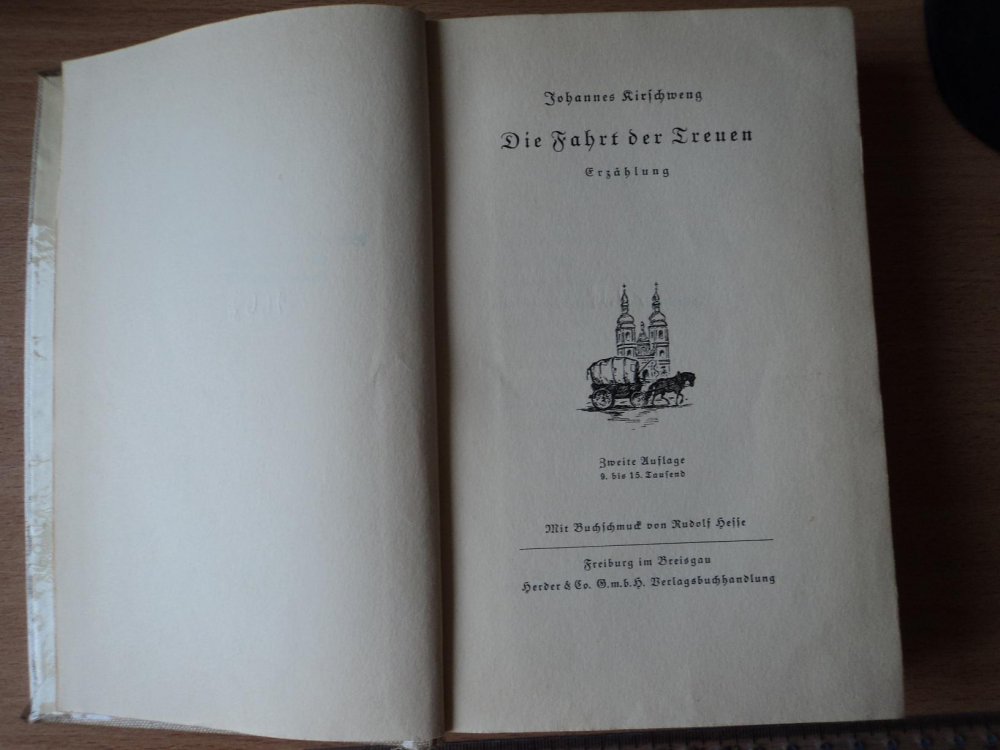 Johannes Kirschweng
Die Fahrt der Treuen
Erzählung
Zweite Auflage
9. bis 15. Tausend
Mit Buchschmuck von Rudolf Hesse
Freiburg im Breisgau
Herder & Co. G.m.b.H. Verlagsbuchhandlung